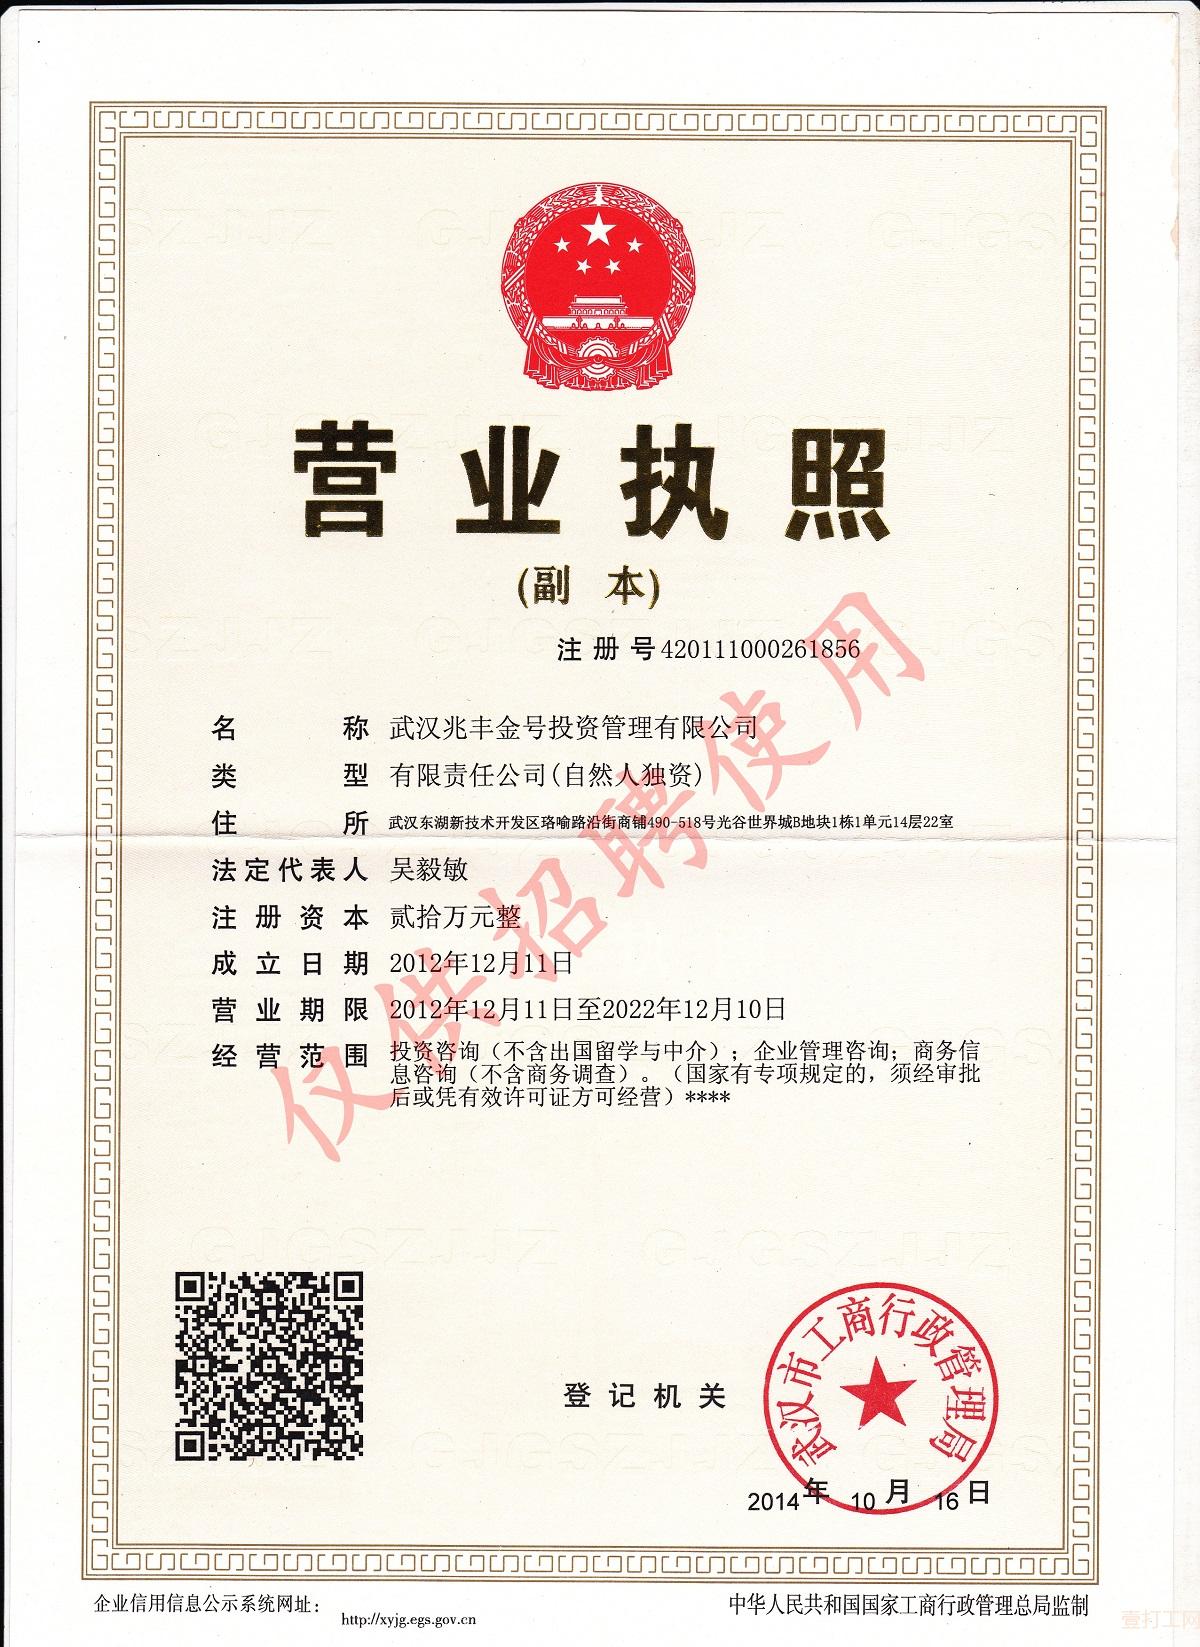 营业执照
(副 本)
注册号420111000261856
名称 武汉兆丰金号投资管理有限公司
类型 有限责任公司(自然人独资)
住所 武汉东湖新技术开发区珞喻路沿街商铺490-518号光谷世界城B地块1栋1单元14层22室
法定代表人 吴毅敏
注册资本 贰拾万元整
成立日期 2012年12月11日
营业期限 2012年12月11日至2022年12月10日
经营范围 投资咨询（不含出国留学与中介）；企业管理咨询；商务信
息咨询（不含商务调查）。（国家有专项规定的，须经审批
后或凭有效许可证方可经营）****
仅供招聘使用
登记机关
武汉市工商行政管理局
2014年 10月 16日
企业信用信息公示系统网址：
http://xyjg.egs.gov.cn
中华人民共和国国家工商行政管理总局监制
壹打工网